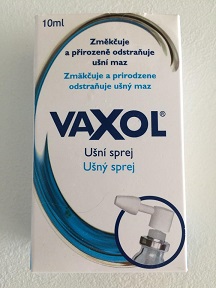 10ml
Změkčuje
a přirozeně odstraňuje
ušní maz
Zmäkčuje a prirodzene
odstraňuje ušný maz
VAXOL®
Ušní sprej
Ušný sprej